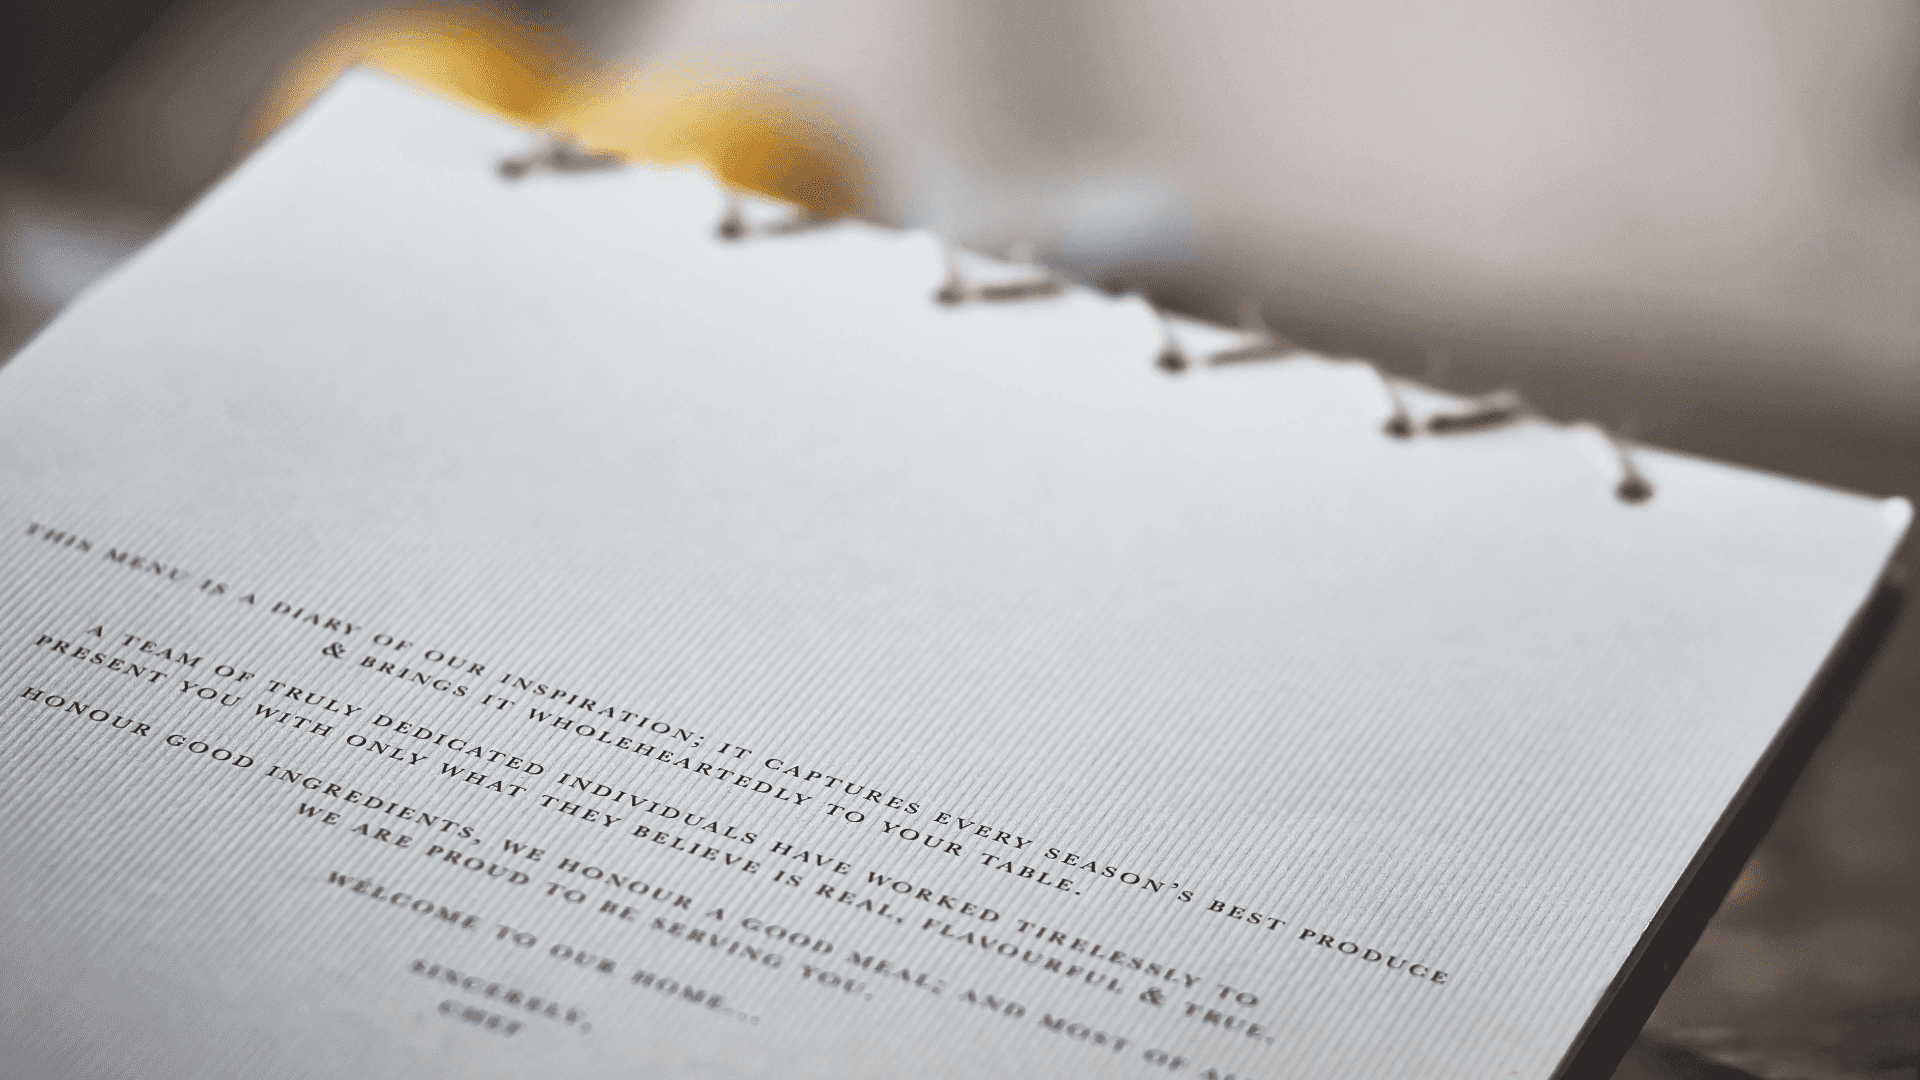 THIS MENU IS A DIARY OF OUR INSPIRATION; IT CAPTURES EVERY SEASON'S BEST PRODUCE
& BRINGS IT WHOLEHEARTEDLY TO YOUR TABLE.
A TEAM OF TRULY DEDICATED INDIVIDUALS HAVE WORKED TIRELESSLY TO
PRESENT YOU WITH ONLY WHAT THEY BELIEVE IS REAL, FLAVOURFUL & TRUE.
HONOUR GOOD INGREDIENTS, WE HONOUR A GOOD MEAL; AND MOST OF
WE ARE PROUD TO BE SERVING YOU.
WELCOME TO OUR HOME...
SINCERELY,
CHEF